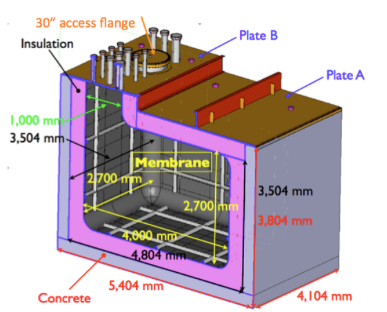 30" access flange
Insulation
Plate B
Plate A
1,000 mm
3,504 mm
Membrane
2,700 mm
2,700 mm
3,504 mm
3,804 mm
4,000 mm
4,804 mm
5,404 mm
4,104 mm
Concrete